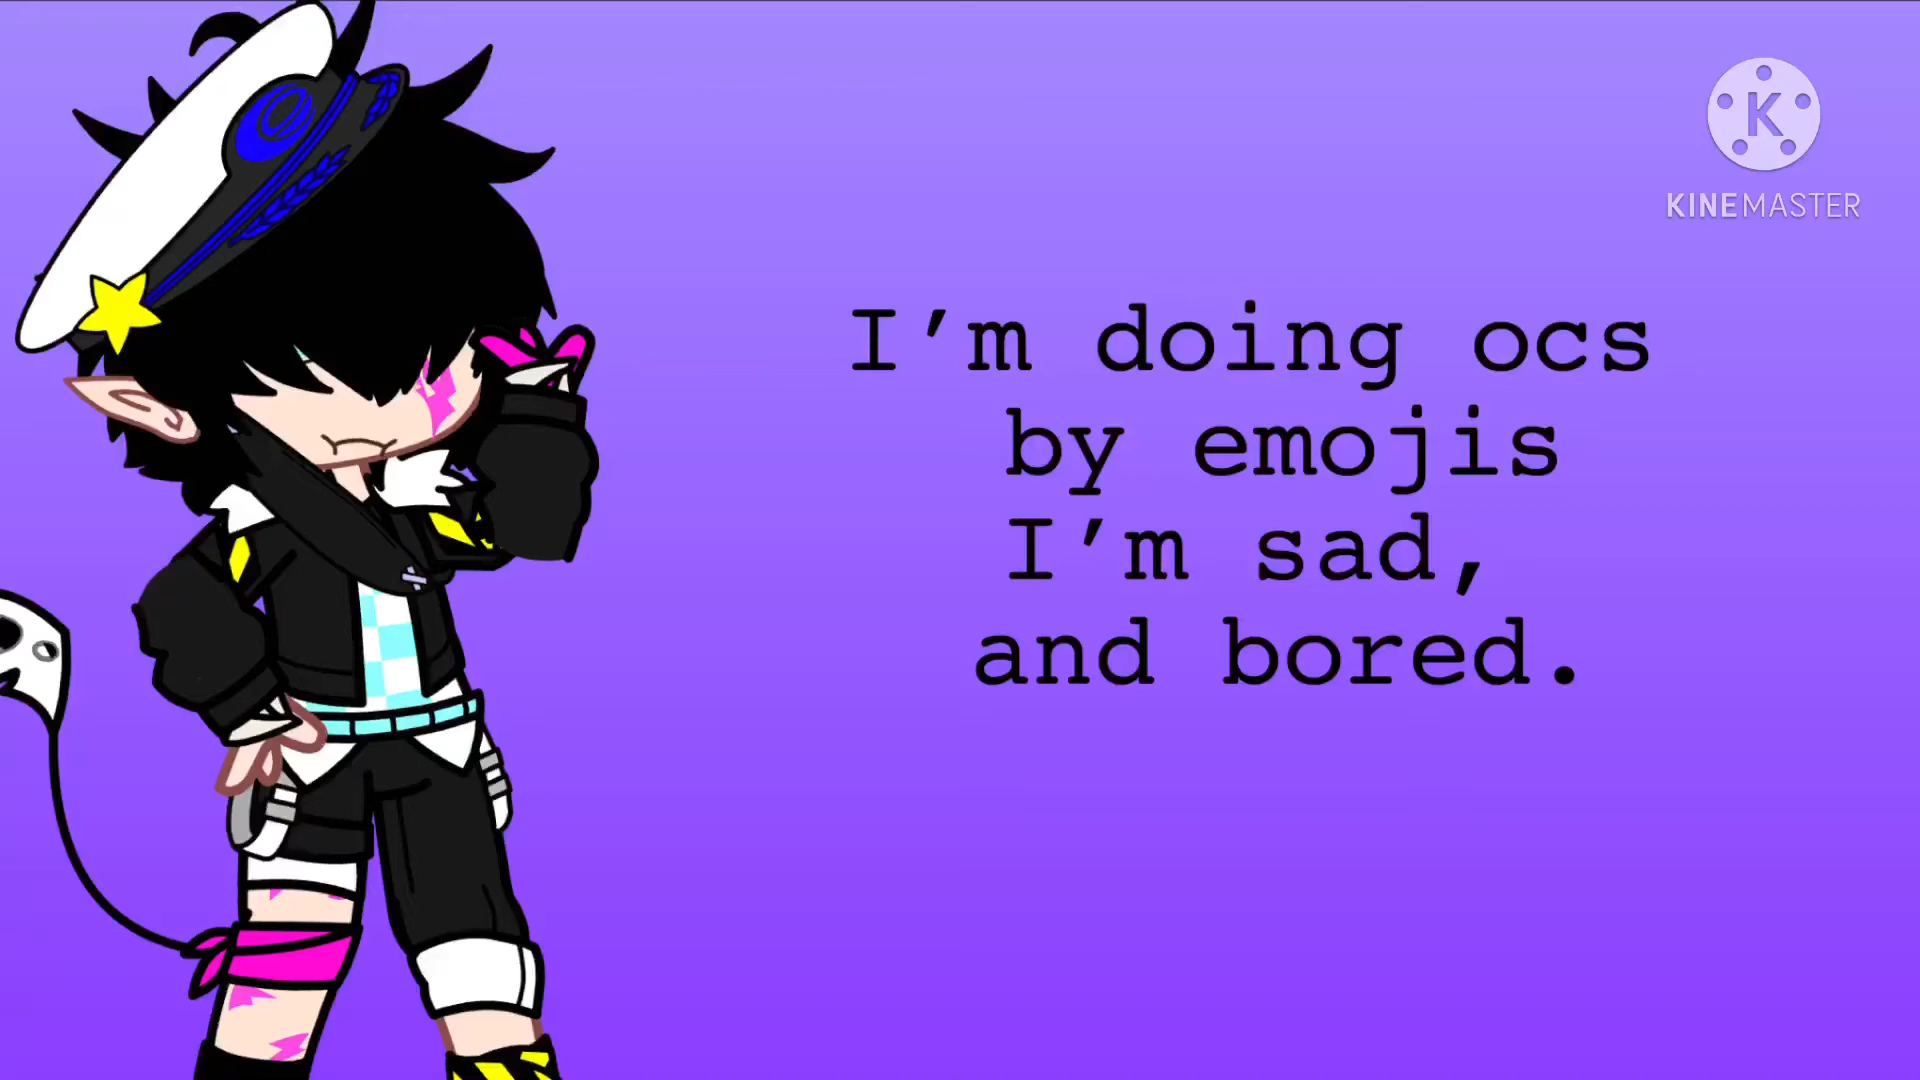 K
KINEMASTER
I'm doing ocs
by emojis
I'm sad,
and bored.